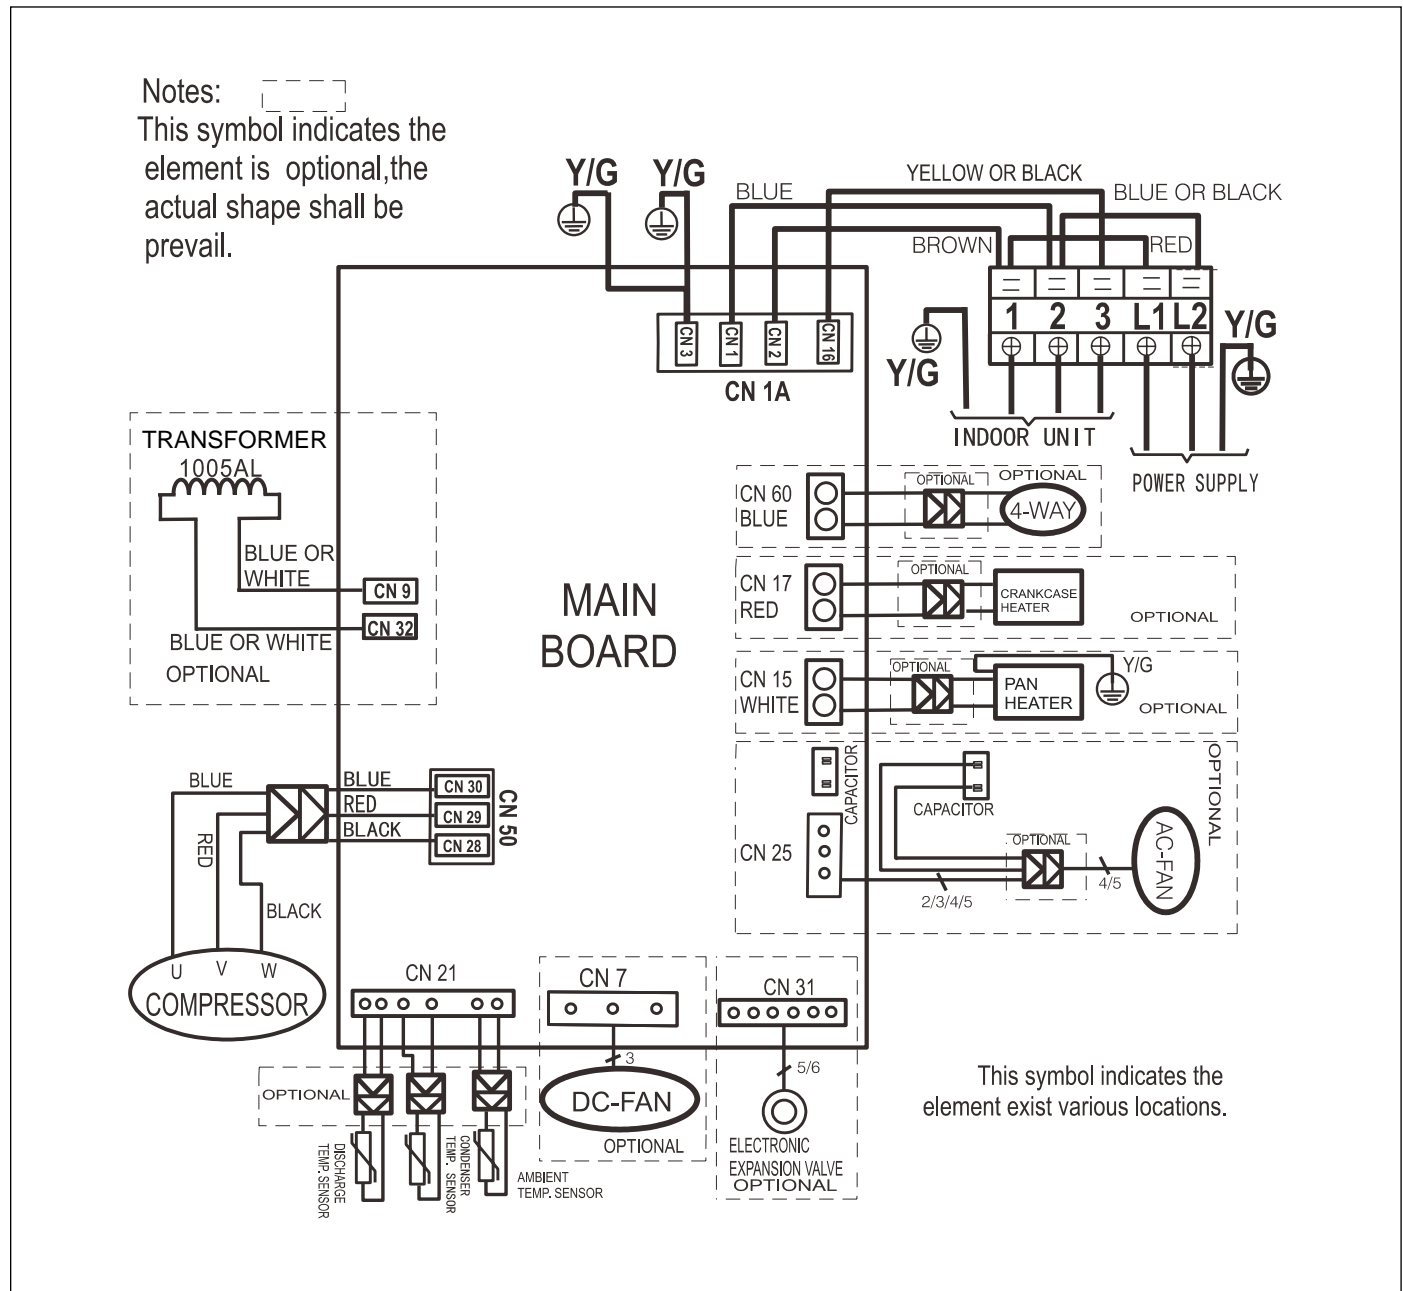 Notes:
This symbol indicates the
element is optional,the
actual shape shall be
prevail.
Y/G
Y/G
BLUE
YELLOW OR BLACK
BLUE OR BLACK
BROWN
RED
1 2 3 L1 L2
Y/G
Y/G
CN 3
CN 1
CN 2
CN 16
CN 1A
INDOOR UNIT
POWER SUPPLY
TRANSFORMER
1005AL
BLUE OR
WHITE
CN 9
CN 32
BLUE OR WHITE
OPTIONAL
MAIN
BOARD
CN 60
BLUE
OPTIONAL
OPTIONAL
4-WAY
CN 17
RED
OPTIONAL
CRANKCASE
HEATER
OPTIONAL
CN 15
WHITE
OPTIONAL
PAN
HEATER
Y/G
OPTIONAL
CAPACITOR
CAPACITOR
OPTIONAL
CN 25
OPTIONAL
2/3/4/5
4/5
AC-FAN
BLUE
RED
BLACK
BLUE
RED
BLACK
CN 30
CN 29
CN 28
CN 50
U V W
COMPRESSOR
CN 21
OPTIONAL
DISCHARGE
TEMP. SENSOR
CONDENSER
TEMP. SENSOR
AMBIENT
TEMP. SENSOR
CN 7
3
DC-FAN
OPTIONAL
CN 31
5/6
ELECTRONIC
EXPANSION VALVE
OPTIONAL
This symbol indicates the
element exist various locations.